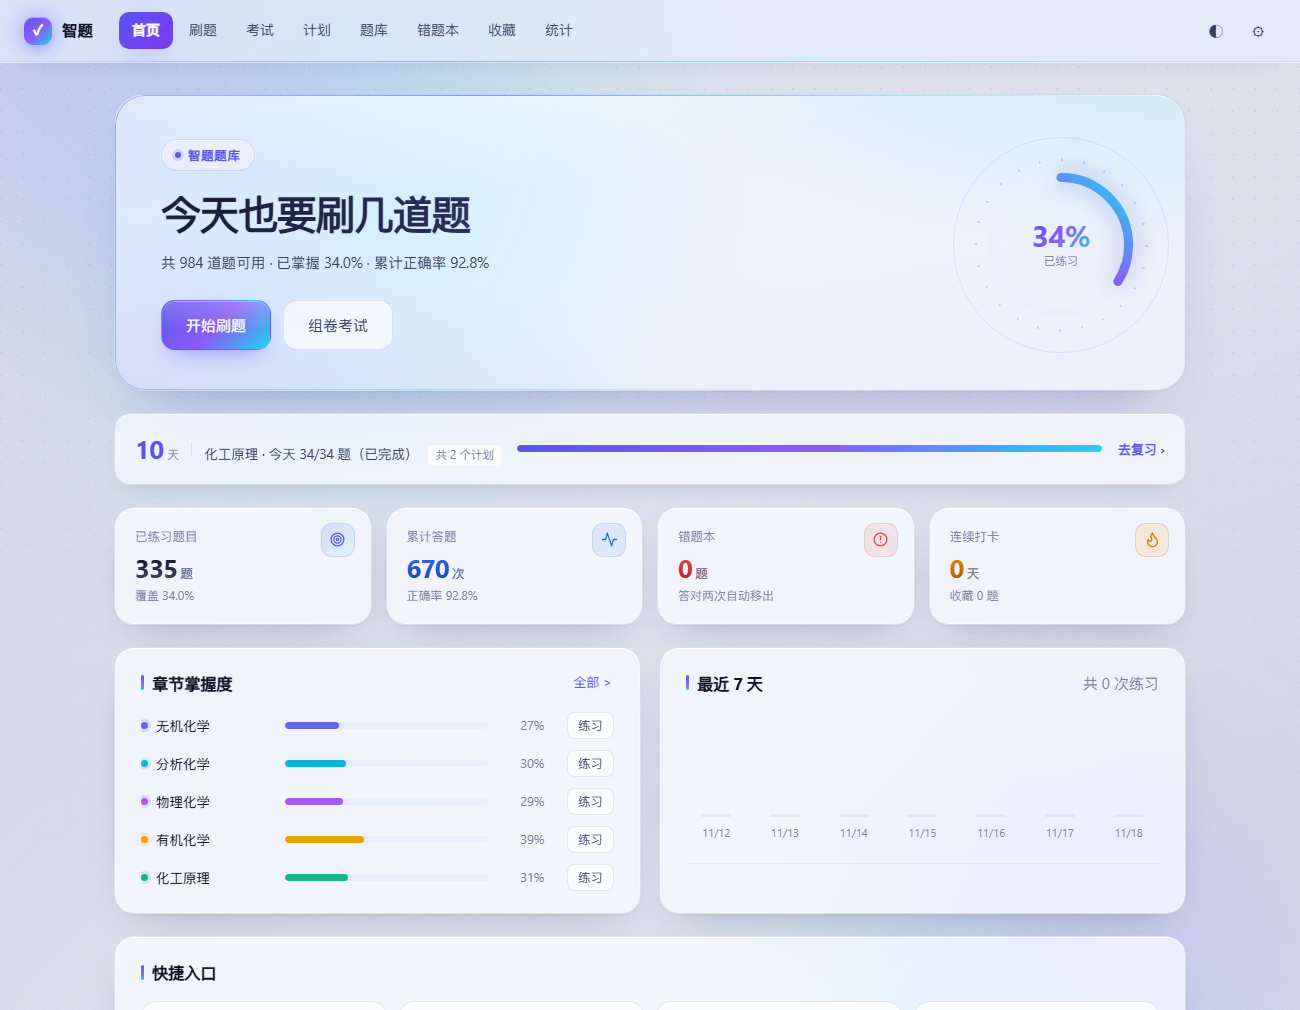 智题 首页 刷题 考试 计划 题库 错题本 收藏 统计
智题题库
今天也要刷几道题
共 984 道题可用 · 已掌握 34.0% · 累计正确率 92.8%
开始刷题 组卷考试
34%
已练习
10 天 化工原理 · 今天 34/34 题（已完成） 共 2 个计划 去复习 ›
已练习题目
335 题
覆盖 34.0%
累计答题
670 次
正确率 92.8%
错题本
0 题
答对两次自动移出
连续打卡
0 天
收藏 0 题
章节掌握度 全部 >
无机化学 27% 练习
分析化学 30% 练习
物理化学 29% 练习
有机化学 39% 练习
化工原理 31% 练习
最近 7 天 共 0 次练习
11/12 11/13 11/14 11/15 11/16 11/17 11/18
快捷入口